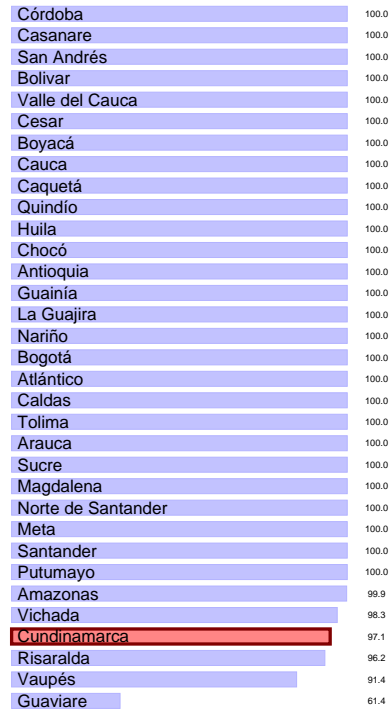 Córdoba 100.0
Casanare 100.0
San Andrés 100.0
Bolivar 100.0
Valle del Cauca 100.0
Cesar 100.0
Boyacá 100.0
Cauca 100.0
Caquetá 100.0
Quindío 100.0
Huila 100.0
Chocó 100.0
Antioquia 100.0
Guainía 100.0
La Guajira 100.0
Nariño 100.0
Bogotá 100.0
Atlántico 100.0
Caldas 100.0
Tolima 100.0
Arauca 100.0
Sucre 100.0
Magdalena 100.0
Norte de Santander 100.0
Meta 100.0
Santander 100.0
Putumayo 100.0
Amazonas 99.9
Vichada 98.3
Cundinamarca 97.1
Risaralda 96.2
Vaupés 91.4
Guaviare 61.4